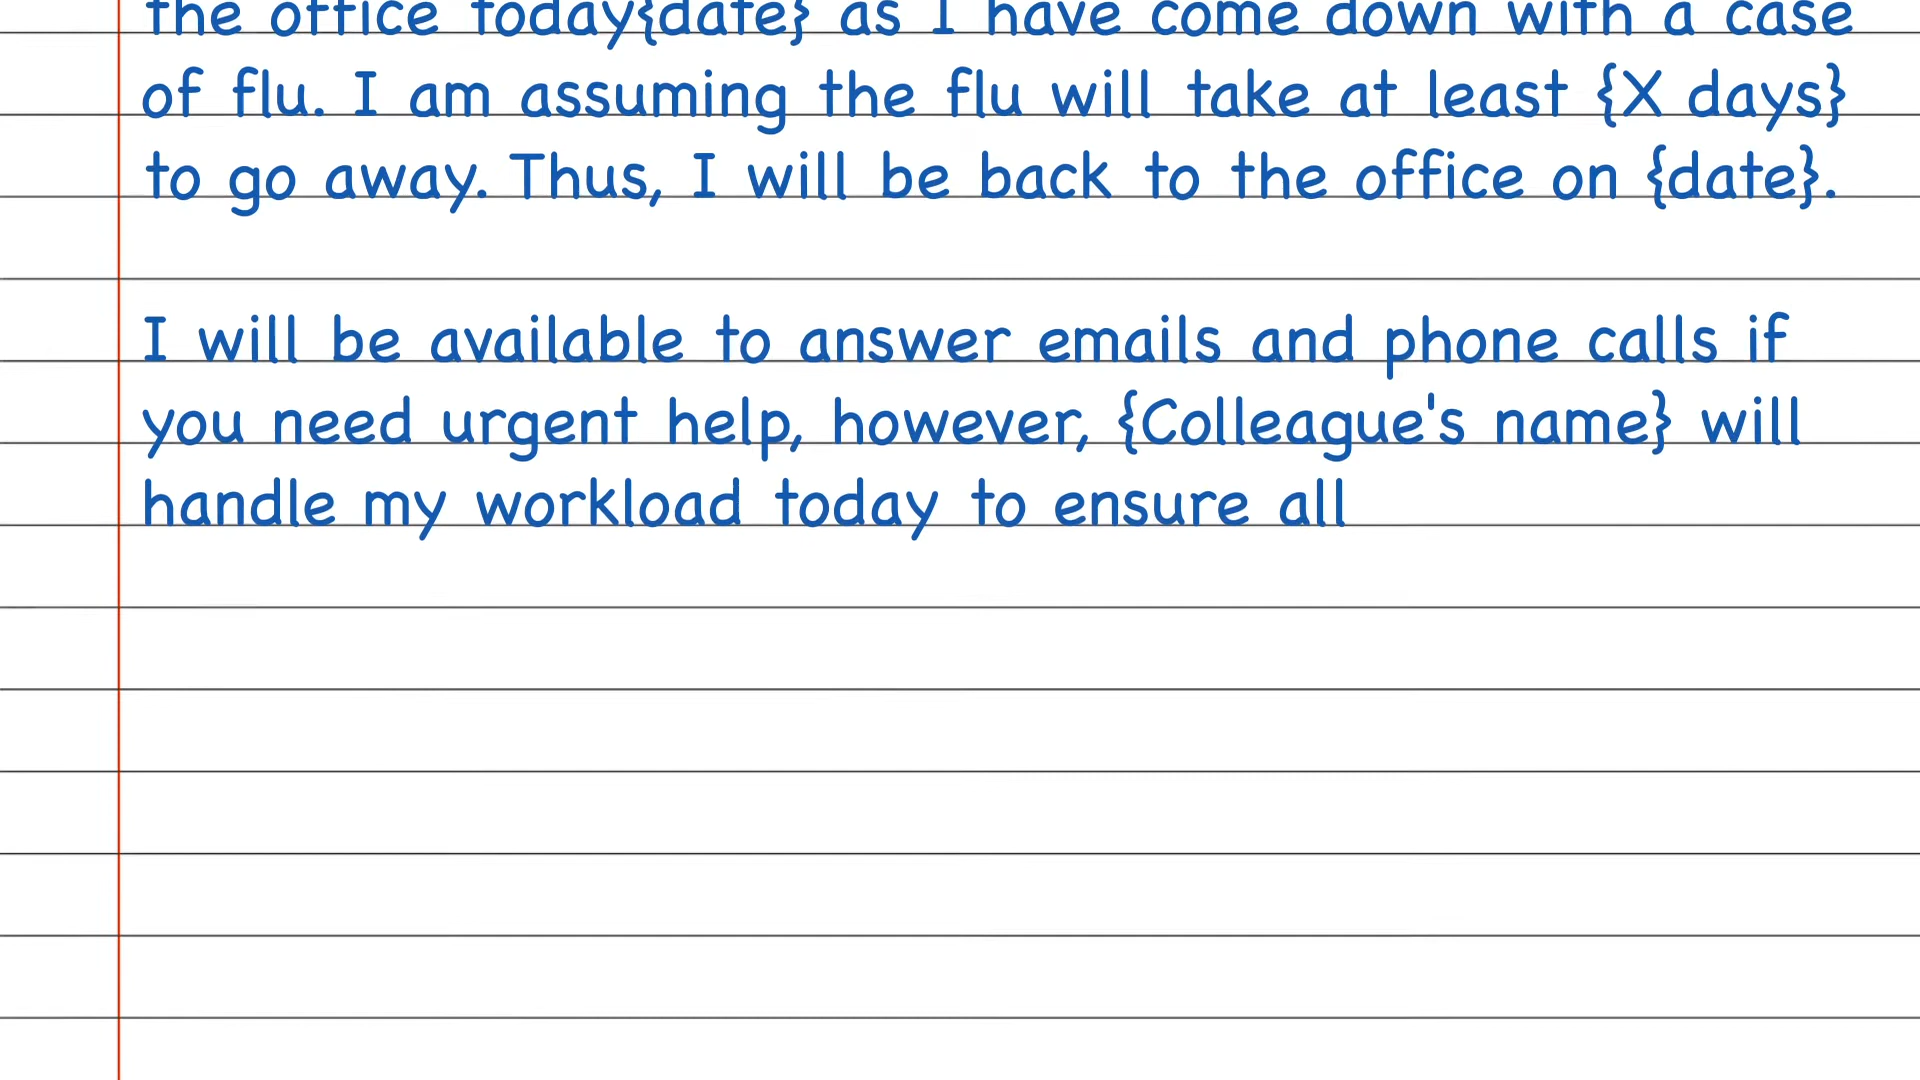 the office today{date} as I have come down with a case
of flu. I am assuming the flu will take at least {X days}
to go away. Thus, I will be back to the office on {date}.
I will be available to answer emails and phone calls if
you need urgent help, however, {Colleague's name} will
handle my workload today to ensure all